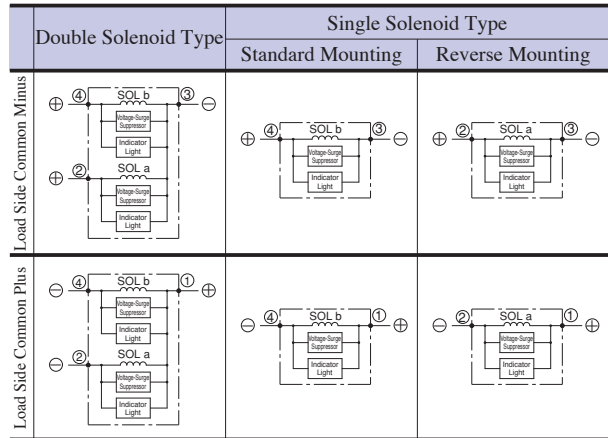 Double Solenoid Type
Single Solenoid Type
Standard Mounting
Reverse Mounting
Load Side Common Minus
④ SOL b ③
⊕ ⊖
Voltage-Surge
Suppressor
Indicator
Light
② SOL a
⊕
Voltage-Surge
Suppressor
Indicator
Light
④ SOL b ③
⊕ ⊖
Voltage-Surge
Suppressor
Indicator
Light
② SOL a ③
⊕ ⊖
Voltage-Surge
Suppressor
Indicator
Light
Load Side Common Plus
④ SOL b ①
⊖ ⊕
Voltage-Surge
Suppressor
Indicator
Light
② SOL a
⊖
Voltage-Surge
Suppressor
Indicator
Light
④ SOL b ①
⊖ ⊕
Voltage-Surge
Suppressor
Indicator
Light
② SOL a ①
⊖ ⊕
Voltage-Surge
Suppressor
Indicator
Light